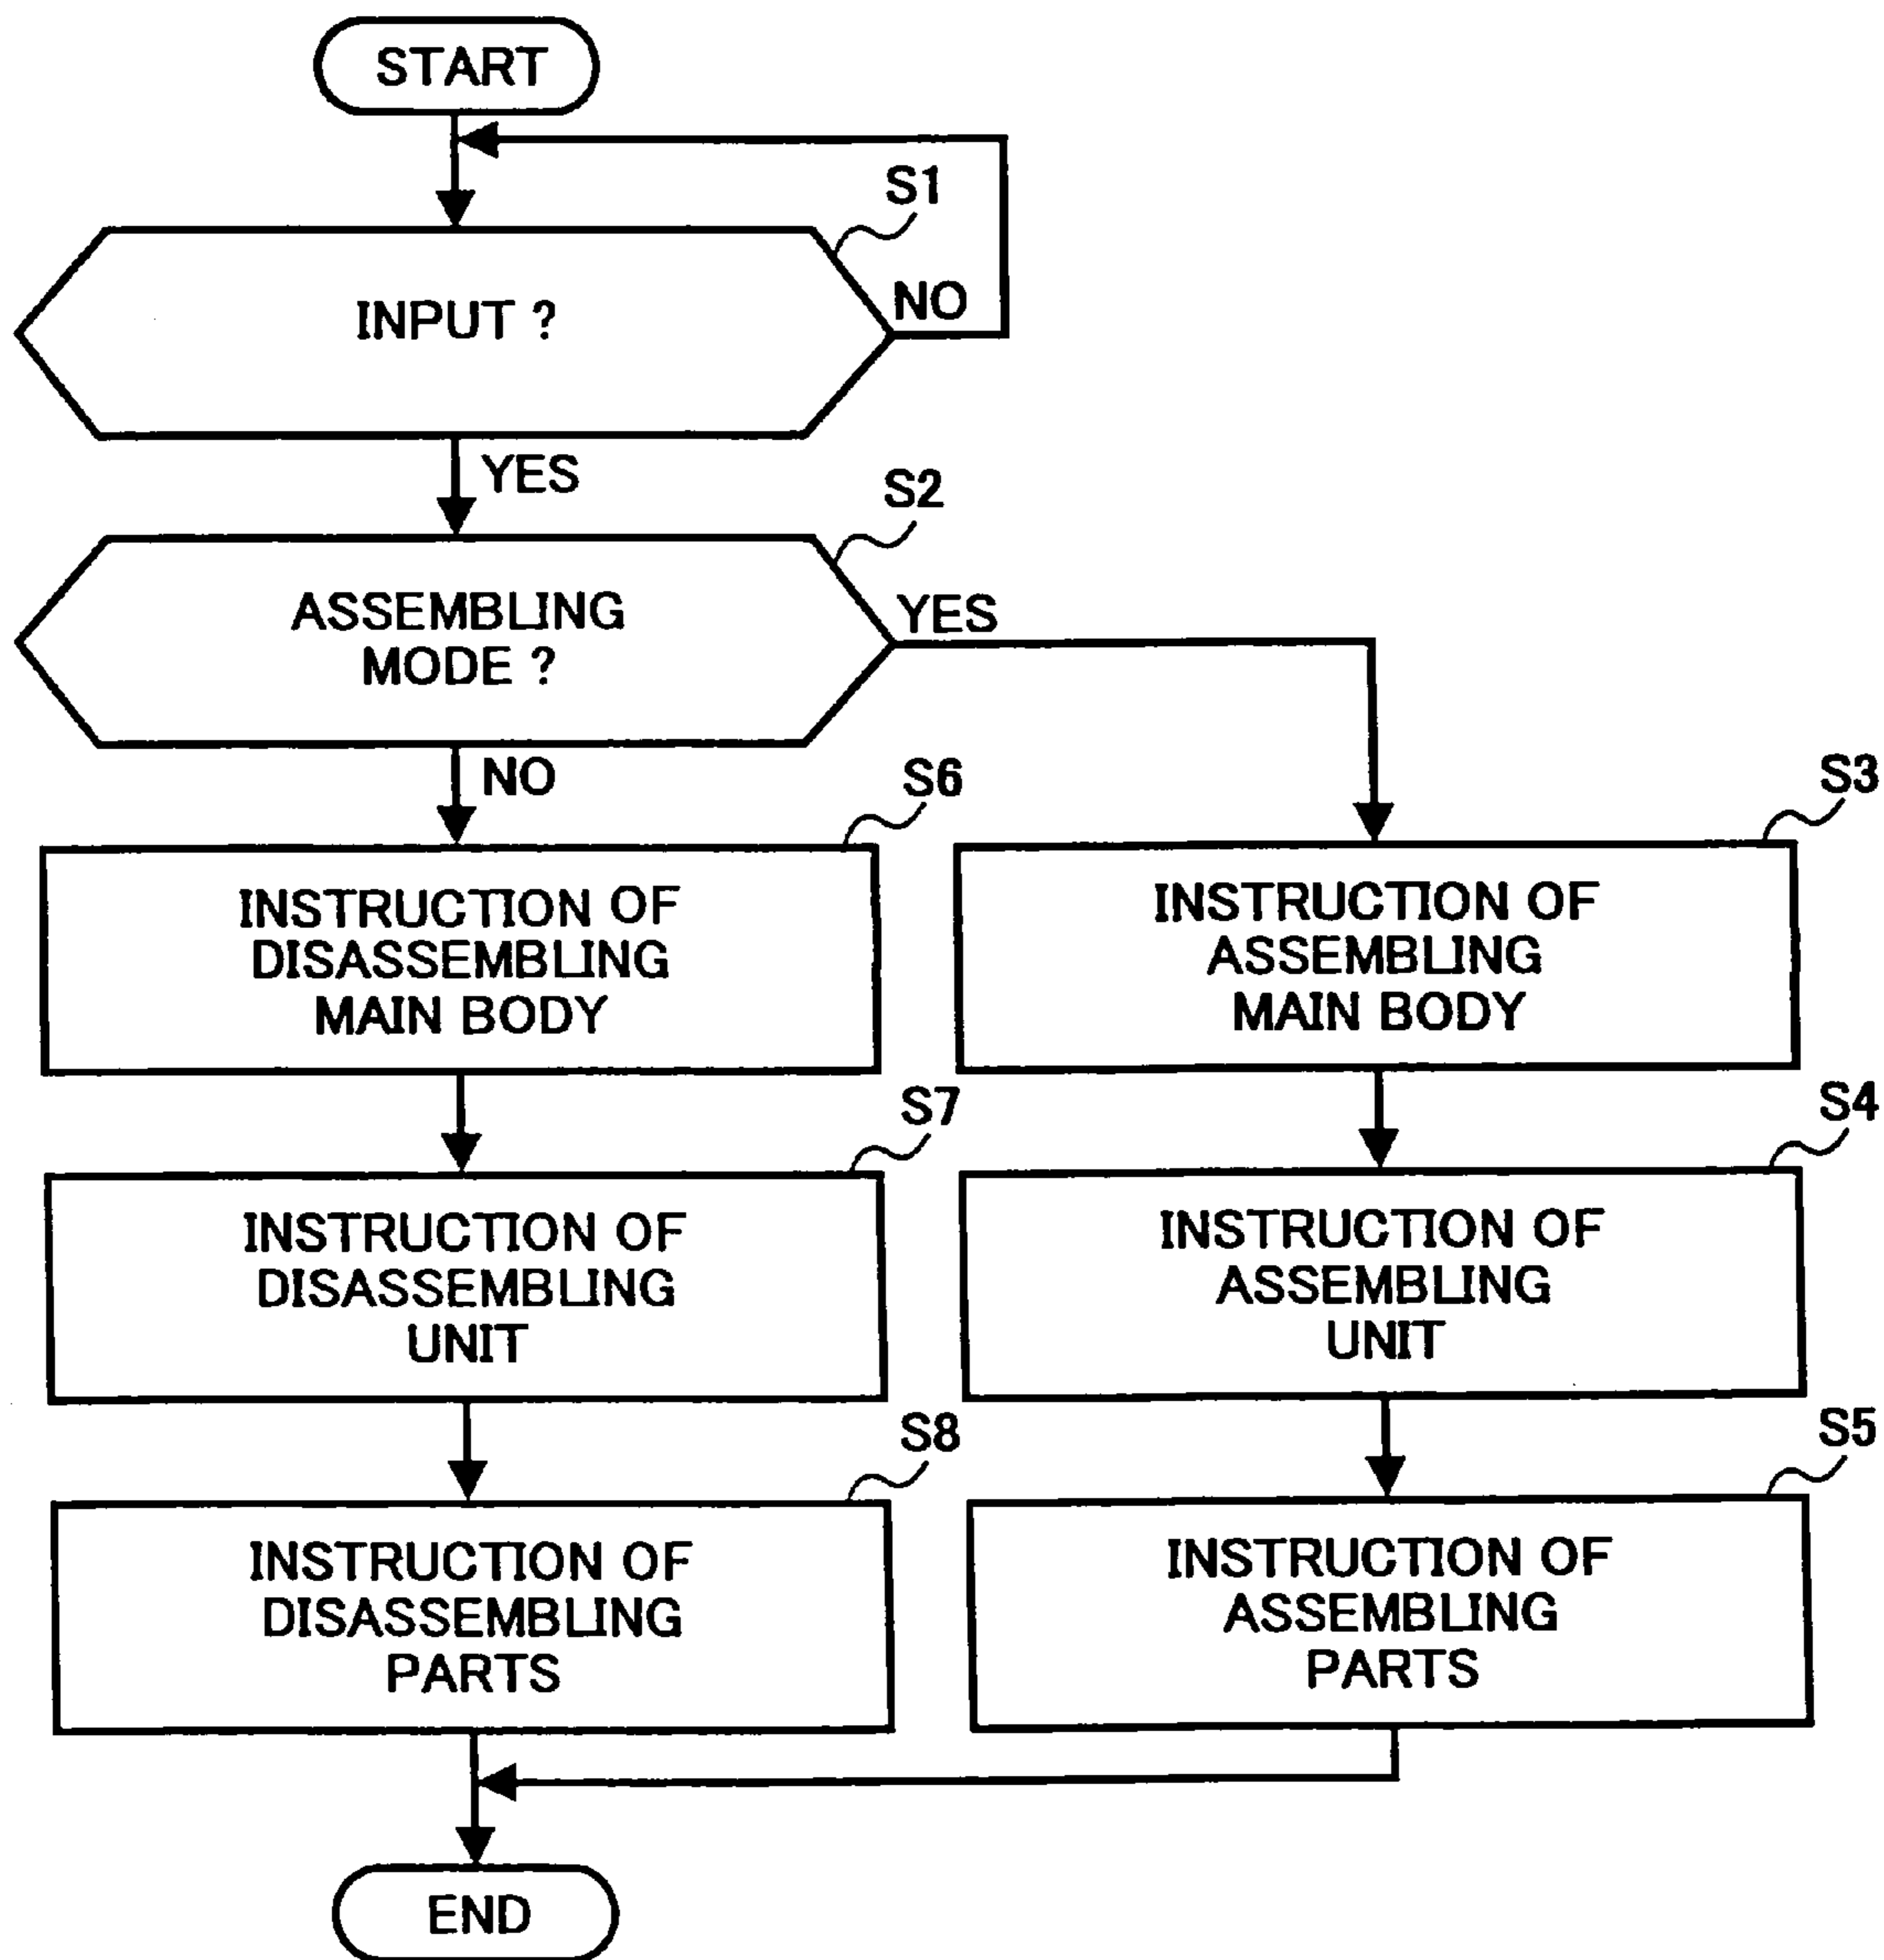 START
S1
INPUT ?
NO
YES
S2
ASSEMBLING
MODE ?
YES
NO
S6
INSTRUCTION OF
DISASSEMBLING
MAIN BODY
S3
INSTRUCTION OF
ASSEMBLING
MAIN BODY
S7
INSTRUCTION OF
DISASSEMBLING
UNIT
S4
INSTRUCTION OF
ASSEMBLING
UNIT
S8
INSTRUCTION OF
DISASSEMBLING
PARTS
S5
INSTRUCTION OF
ASSEMBLING
PARTS
END